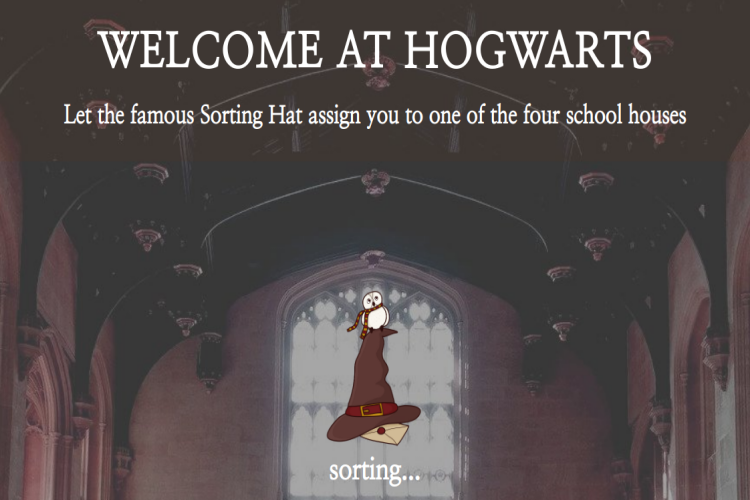 WELCOME AT HOGWARTS
Let the famous Sorting Hat assign you to one of the four school houses
sorting...